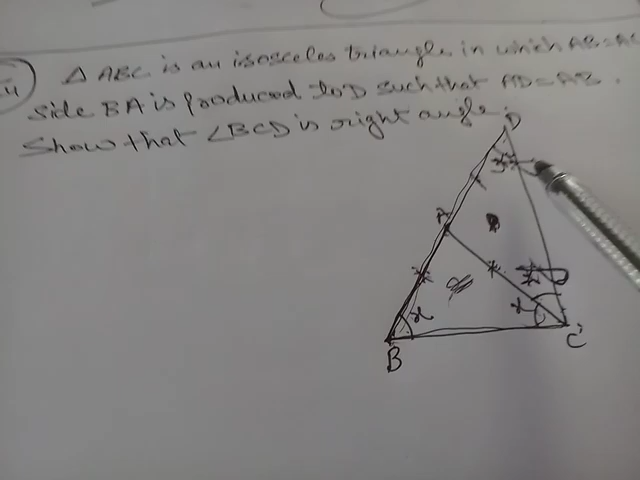 Δ ABC is an isosceles triangle in which AB=AC
Side BA is produced to D such that AD=AB.
Show that ∠BCD is right angle.
D
A
x
x
B
C